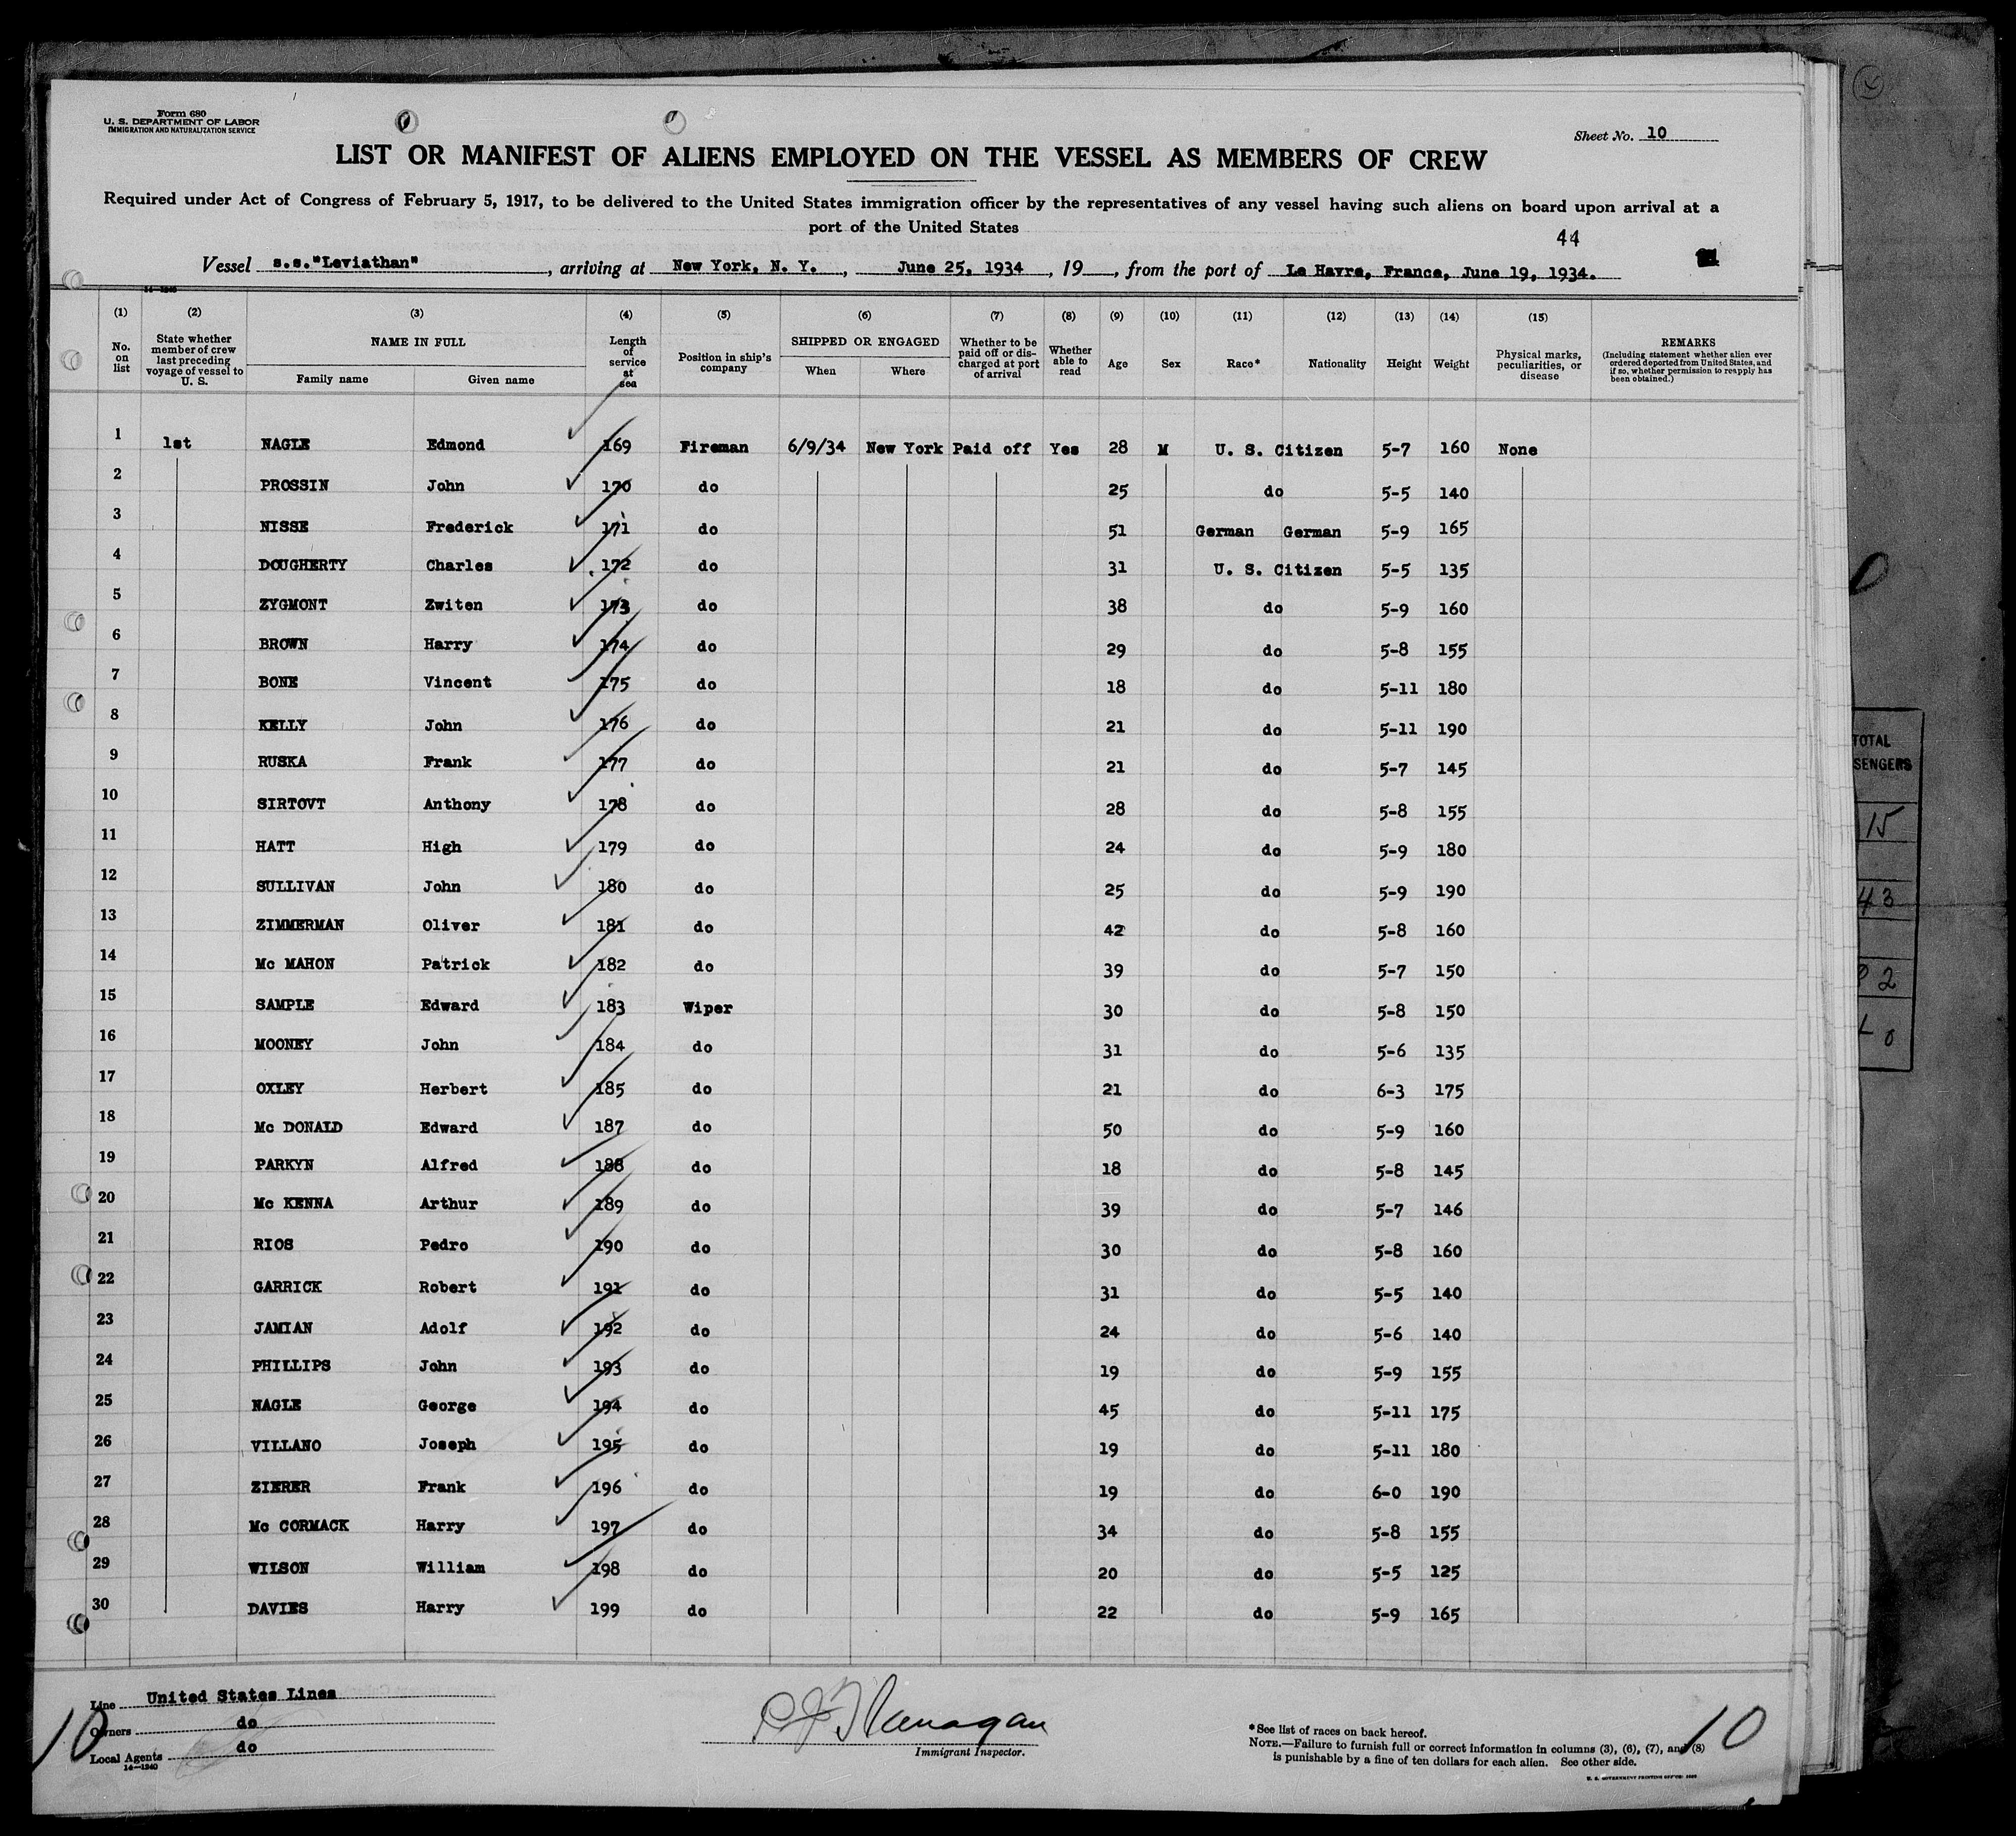 Form 680
U. S. DEPARTMENT OF LABOR
IMMIGRATION AND NATURALIZATION SERVICE
Sheet No. 10
LIST OR MANIFEST OF ALIENS EMPLOYED ON THE VESSEL AS MEMBERS OF CREW
Required under Act of Congress of February 5, 1917, to be delivered to the United States immigration officer by the representatives of any vessel having such aliens on board upon arrival at a
port of the United States
44
Vessel s.s."Leviathan", arriving at New York, N. Y., June 25, 1934, 19, from the port of Le Havre, France, June 19, 1934.
14-1240
(1) (2) (3) (4) (5) (6) (7) (8) (9) (10) (11) (12) (13) (14) (15)
No. on list
State whether member of crew last preceding voyage of vessel to U. S.
NAME IN FULL
Family name
Given name
Length of service at sea
Position in ship's company
SHIPPED OR ENGAGED
When
Where
Whether to be paid off or discharged at port of arrival
Whether able to read
Age
Sex
Race*
Nationality
Height
Weight
Physical marks, peculiarities, or disease
REMARKS
(Including statement whether alien ever ordered deported from United States, and if so, whether permission to reapply has been obtained.)
1 1st NAGLE Edmond 169 Fireman 6/9/34 New York Paid off Yes 28 M U. S. Citizen 5-7 160 None
2 PROSSIN John 170 do 25 do 5-5 140
3 NISSE Frederick 171 do 51 German German 5-9 165
4 DOUGHERTY Charles 172 do 31 U. S. Citizen 5-5 135
5 ZYGMONT Zwiten 173 do 38 do 5-9 160
6 BROWN Harry 174 do 29 do 5-8 155
7 BONE Vincent 175 do 18 do 5-11 180
8 KELLY John 176 do 21 do 5-11 190
9 RUSKA Frank 177 do 21 do 5-7 145
10 SIRTOVT Anthony 178 do 28 do 5-8 155
11 HATT High 179 do 24 do 5-9 180
12 SULLIVAN John 180 do 25 do 5-9 190
13 ZIMMERMAN Oliver 181 do 42 do 5-8 160
14 Mc MAHON Patrick 182 do 39 do 5-7 150
15 SAMPLE Edward 183 Wiper 30 do 5-8 150
16 MOONEY John 184 do 31 do 5-6 135
17 OXLEY Herbert 185 do 21 do 6-3 175
18 Mc DONALD Edward 187 do 50 do 5-9 160
19 PARKYN Alfred 188 do 18 do 5-8 145
20 Mc KENNA Arthur 189 do 39 do 5-7 146
21 RIOS Pedro 190 do 30 do 5-8 160
22 GARRICK Robert 191 do 31 do 5-5 140
23 JAMIAN Adolf 192 do 24 do 5-6 140
24 PHILLIPS John 193 do 19 do 5-9 155
25 NAGLE George 194 do 45 do 5-11 175
26 VILLANO Joseph 195 do 19 do 5-11 180
27 ZIERER Frank 196 do 19 do 6-0 190
28 Mc CORMACK Harry 197 do 34 do 5-8 155
29 WILSON William 198 do 20 do 5-5 125
30 DAVIES Harry 199 do 22 do 5-9 165
TOTAL
SENGERS
15
43
2
0
Line United States Lines
Owners do
Local Agents do
14-1240
10
P J Flanagan
Immigrant Inspector.
*See list of races on back hereof.
NOTE.—Failure to furnish full or correct information in columns (3), (6), (7), and (8)
is punishable by a fine of ten dollars for each alien. See other side.
10